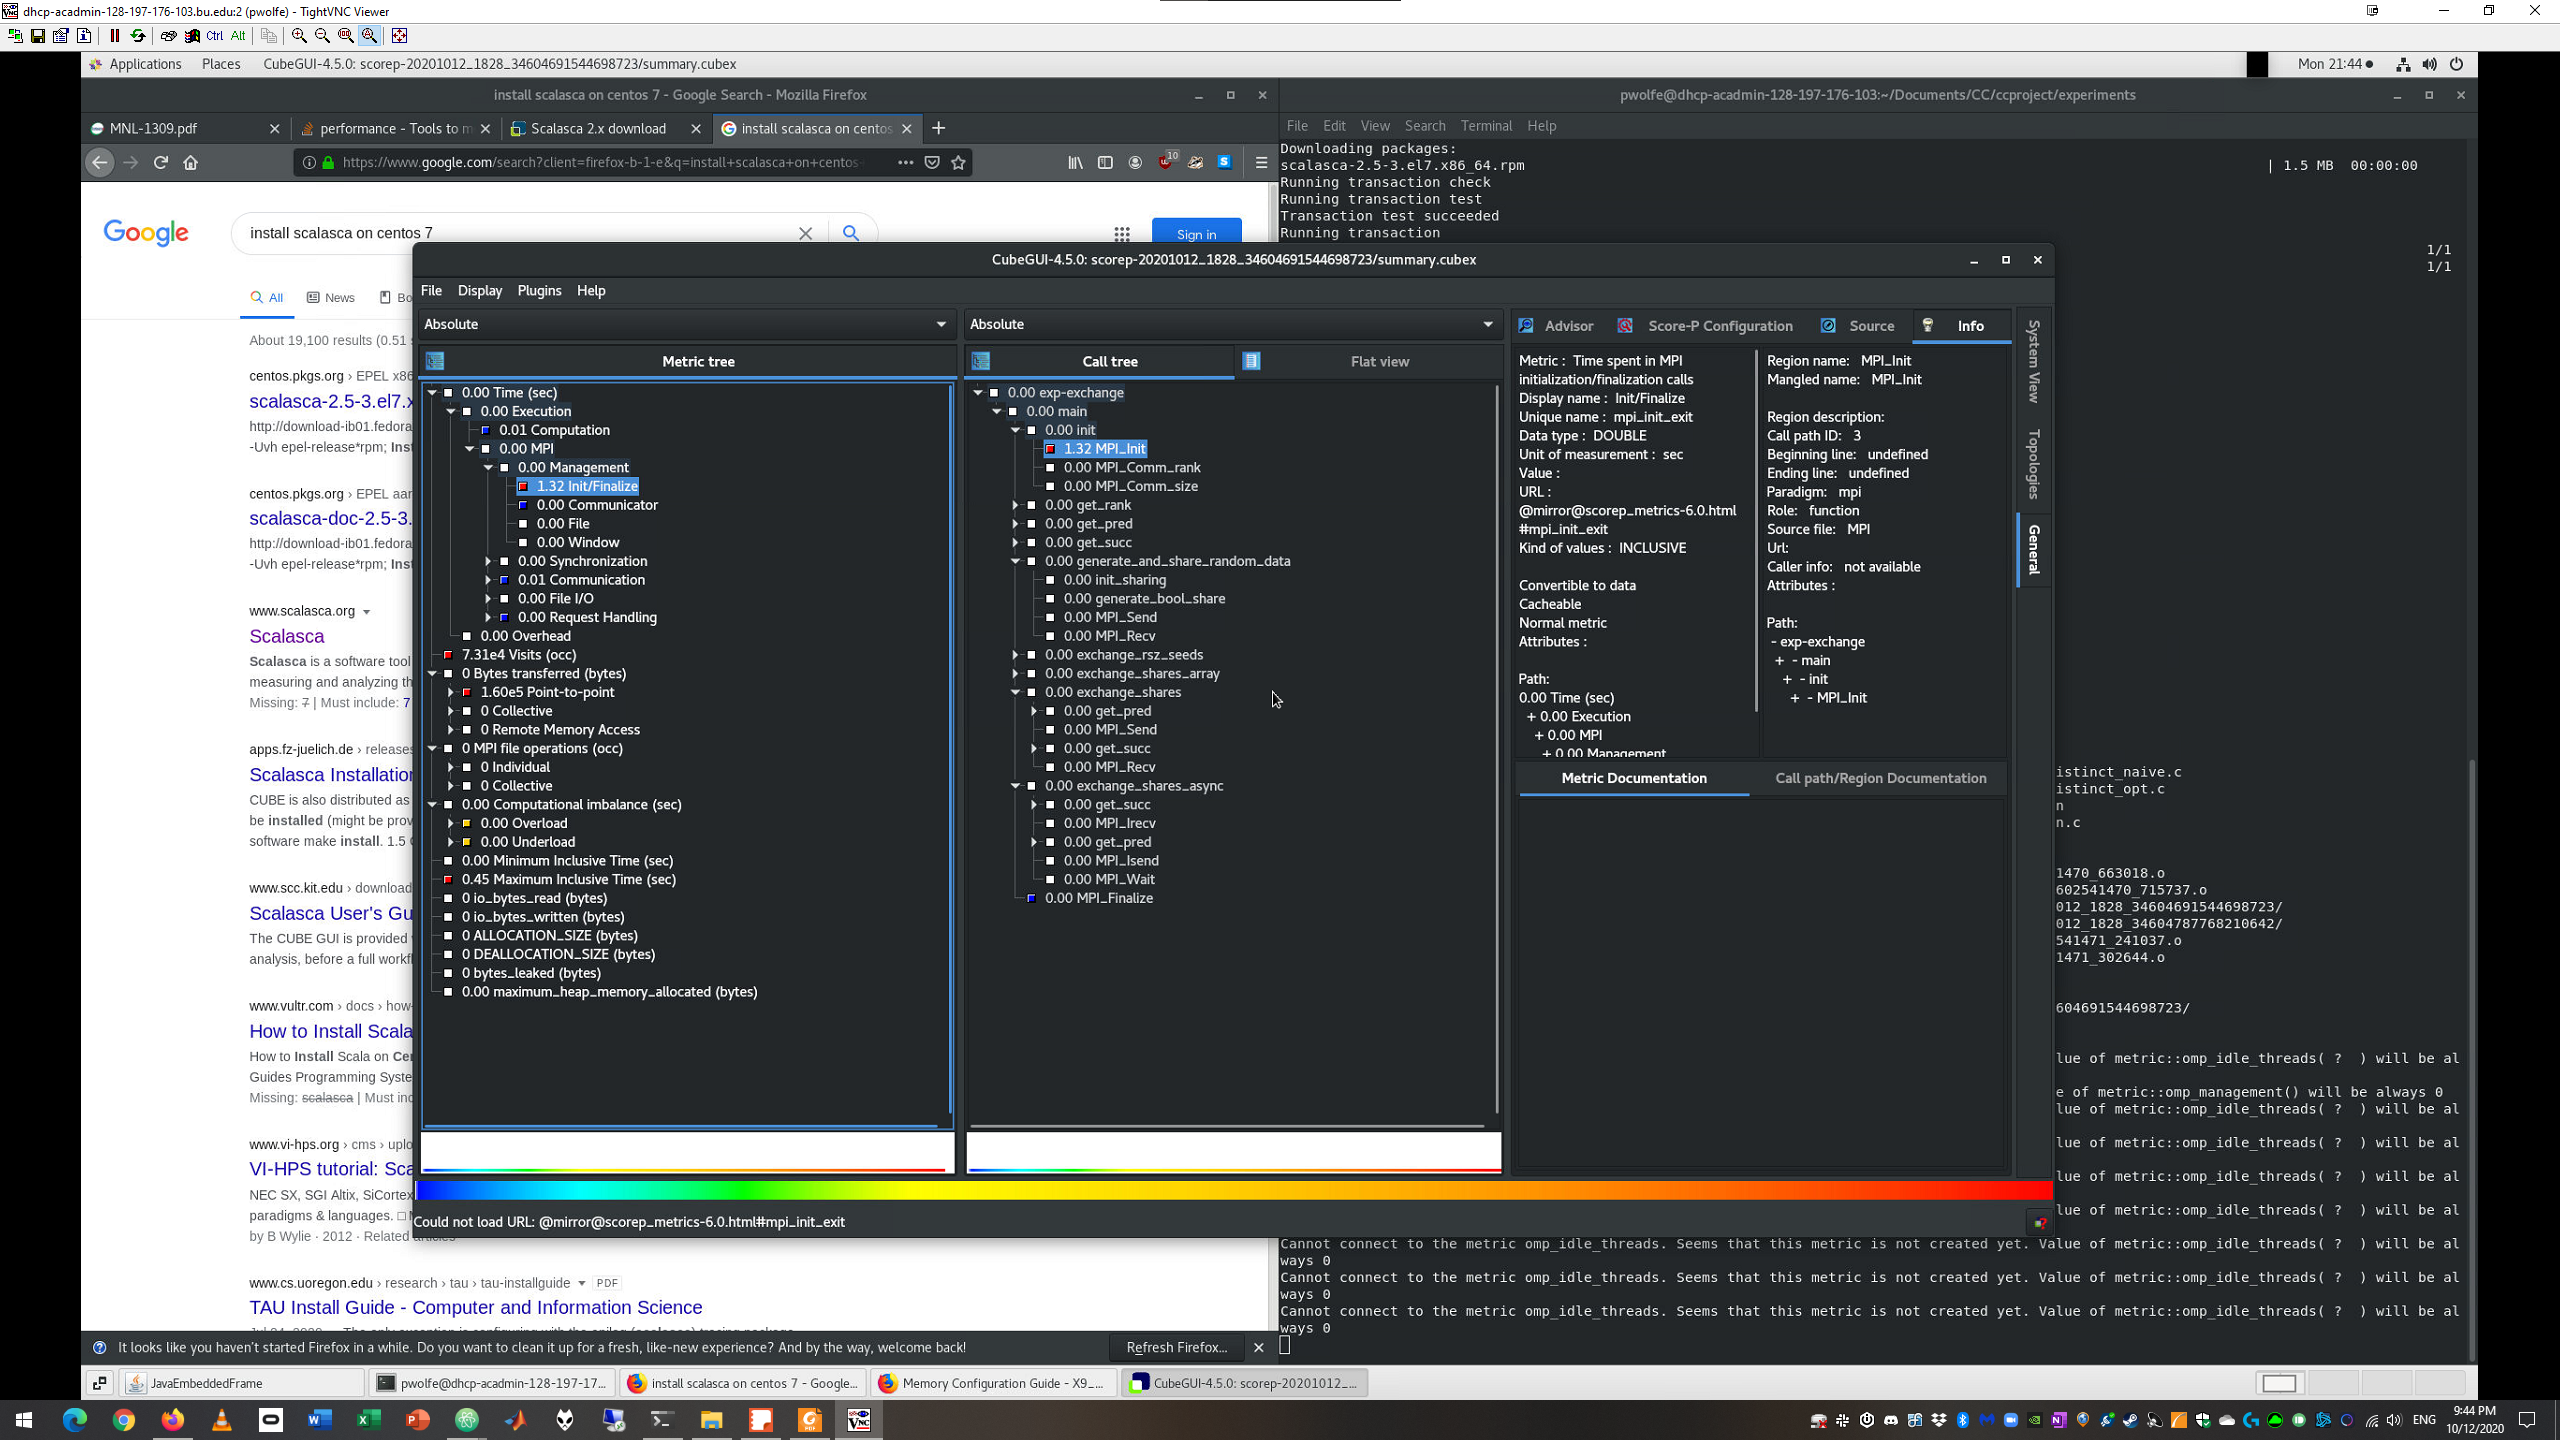 dhcp-acadmin-128-197-176-103.bu.edu:2 (pwolfe) - TightVNC Viewer
Ctrl Alt
Applications Places CubeGUI-4.5.0: scorep-20201012_1828_34604691544698723/summary.cubex
Mon 21:44
install scalasca on centos 7 - Google Search - Mozilla Firefox
MNL-1309.pdf
performance - Tools to m
Scalasca 2.x download
install scalasca on centos
https://www.google.com/search?client=firefox-b-1-e&q=install+scalasca+on+centos-
10
Google
install scalasca on centos 7
Sign in
All News Bo
About 19,100 results (0.51
centos.pkgs.org › EPEL x86
scalasca-2.5-3.el7.x
http://download-ib01.fedora
-Uvh epel-release*rpm; Inst
centos.pkgs.org › EPEL aar
scalasca-doc-2.5-3.
http://download-ib01.fedora
-Uvh epel-release*rpm; Inst
www.scalasca.org
Scalasca
Scalasca is a software tool
measuring and analyzing th
Missing: 7 | Must include: 7
apps.fz-juelich.de › releases
Scalasca Installation
CUBE is also distributed as
be installed (might be prov
software make install. 1.5 C
www.scc.kit.edu › download
Scalasca User's Gu
The CUBE GUI is provided
analysis, before a full workfl
www.vultr.com › docs › how-
How to Install Scala
How to Install Scala on Cen
Guides Programming Syste
Missing: scalasca | Must inc
www.vi-hps.org › cms › uplo
VI-HPS tutorial: Sca
NEC SX, SGI Altix, SiCortex
paradigms & languages.
by B Wylie · 2012 · Related articles
www.cs.uoregon.edu › research › tau › tau-installguide PDF
TAU Install Guide - Computer and Information Science
It looks like you haven't started Firefox in a while. Do you want to clean it up for a fresh, like-new experience? And by the way, welcome back!
Refresh Firefox...
pwolfe@dhcp-acadmin-128-197-176-103:~/Documents/CC/ccproject/experiments
File Edit View Search Terminal Help
Downloading packages:
scalasca-2.5-3.el7.x86_64.rpm | 1.5 MB 00:00:00
Running transaction check
Running transaction test
Transaction test succeeded
Running transaction
1/1
1/1
istinct_naive.c
istinct_opt.c
n
n.c
1470_663018.o
602541470_715737.o
012_1828_34604691544698723/
012_1828_34604787768210642/
541471_241037.o
1471_302644.o
604691544698723/
lue of metric::omp_idle_threads( ? ) will be al
e of metric::omp_management() will be always 0
lue of metric::omp_idle_threads( ? ) will be al
lue of metric::omp_idle_threads( ? ) will be al
lue of metric::omp_idle_threads( ? ) will be al
lue of metric::omp_idle_threads( ? ) will be al
Cannot connect to the metric omp_idle_threads. Seems that this metric is not created yet. Value of metric::omp_idle_threads( ? ) will be al
ways 0
Cannot connect to the metric omp_idle_threads. Seems that this metric is not created yet. Value of metric::omp_idle_threads( ? ) will be al
ways 0
Cannot connect to the metric omp_idle_threads. Seems that this metric is not created yet. Value of metric::omp_idle_threads( ? ) will be al
ways 0
CubeGUI-4.5.0: scorep-20201012_1828_34604691544698723/summary.cubex
File Display Plugins Help
Absolute
Metric tree
0.00 Time (sec)
0.00 Execution
0.01 Computation
0.00 MPI
0.00 Management
1.32 Init/Finalize
0.00 Communicator
0.00 File
0.00 Window
0.00 Synchronization
0.01 Communication
0.00 File I/O
0.00 Request Handling
0.00 Overhead
7.31e4 Visits (occ)
0 Bytes transferred (bytes)
1.60e5 Point-to-point
0 Collective
0 Remote Memory Access
0 MPI file operations (occ)
0 Individual
0 Collective
0.00 Computational imbalance (sec)
0.00 Overload
0.00 Underload
0.00 Minimum Inclusive Time (sec)
0.45 Maximum Inclusive Time (sec)
0 io_bytes_read (bytes)
0 io_bytes_written (bytes)
0 ALLOCATION_SIZE (bytes)
0 DEALLOCATION_SIZE (bytes)
0 bytes_leaked (bytes)
0.00 maximum_heap_memory_allocated (bytes)
Absolute
Call tree Flat view
0.00 exp-exchange
0.00 main
0.00 init
1.32 MPI_Init
0.00 MPI_Comm_rank
0.00 MPI_Comm_size
0.00 get_rank
0.00 get_pred
0.00 get_succ
0.00 generate_and_share_random_data
0.00 init_sharing
0.00 generate_bool_share
0.00 MPI_Send
0.00 MPI_Recv
0.00 exchange_rsz_seeds
0.00 exchange_shares_array
0.00 exchange_shares
0.00 get_pred
0.00 MPI_Send
0.00 get_succ
0.00 MPI_Recv
0.00 exchange_shares_async
0.00 get_succ
0.00 MPI_Irecv
0.00 get_pred
0.00 MPI_Isend
0.00 MPI_Wait
0.00 MPI_Finalize
Advisor Score-P Configuration Source Info
Metric : Time spent in MPI
initialization/finalization calls
Display name : Init/Finalize
Unique name : mpi_init_exit
Data type : DOUBLE
Unit of measurement : sec
Value :
URL :
@mirror@scorep_metrics-6.0.html
#mpi_init_exit
Kind of values : INCLUSIVE
Convertible to data
Cacheable
Normal metric
Attributes :
Path:
0.00 Time (sec)
+ 0.00 Execution
+ 0.00 MPI
+ 0.00 Management
Region name: MPI_Init
Mangled name: MPI_Init
Region description:
Call path ID: 3
Beginning line: undefined
Ending line: undefined
Paradigm: mpi
Role: function
Source file: MPI
Url:
Caller info: not available
Attributes :
Path:
- exp-exchange
+ - main
+ - init
+ - MPI_Init
Metric Documentation Call path/Region Documentation
System View
Topologies
General
Could not load URL: @mirror@scorep_metrics-6.0.html#mpi_init_exit
JavaEmbeddedFrame
pwolfe@dhcp-acadmin-128-197-17...
install scalasca on centos 7 - Google...
Memory Configuration Guide - X9_...
CubeGUI-4.5.0: scorep-20201012_...
ENG
9:44 PM
10/12/2020